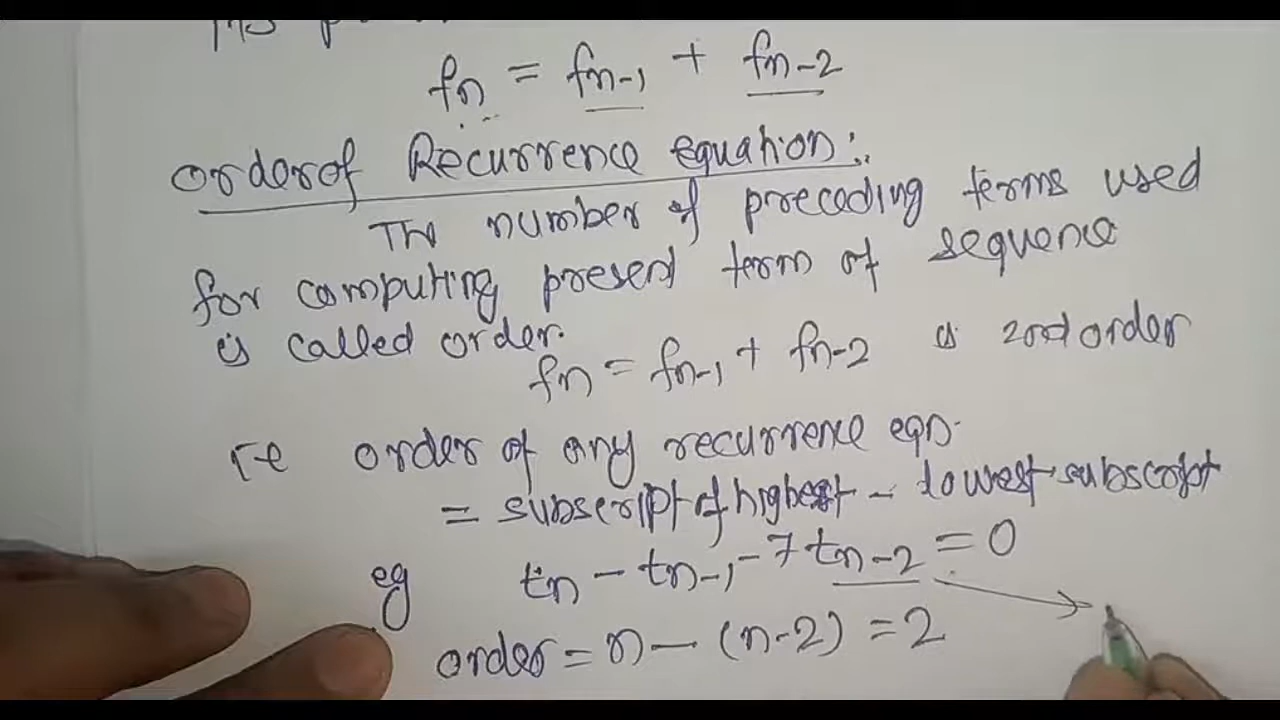 fn = fn-1 + fn-2
order of Recurrence equation:
The number of preceding terms used
for computing present term of sequence
is called order.
fn = fn-1 + fn-2 is 2nd order
i-e order of any recurrence eqn.
= subscript of highest - lowest subscript
eg tn - tn-1 - 7tn-2 = 0
order = n - (n-2) = 2